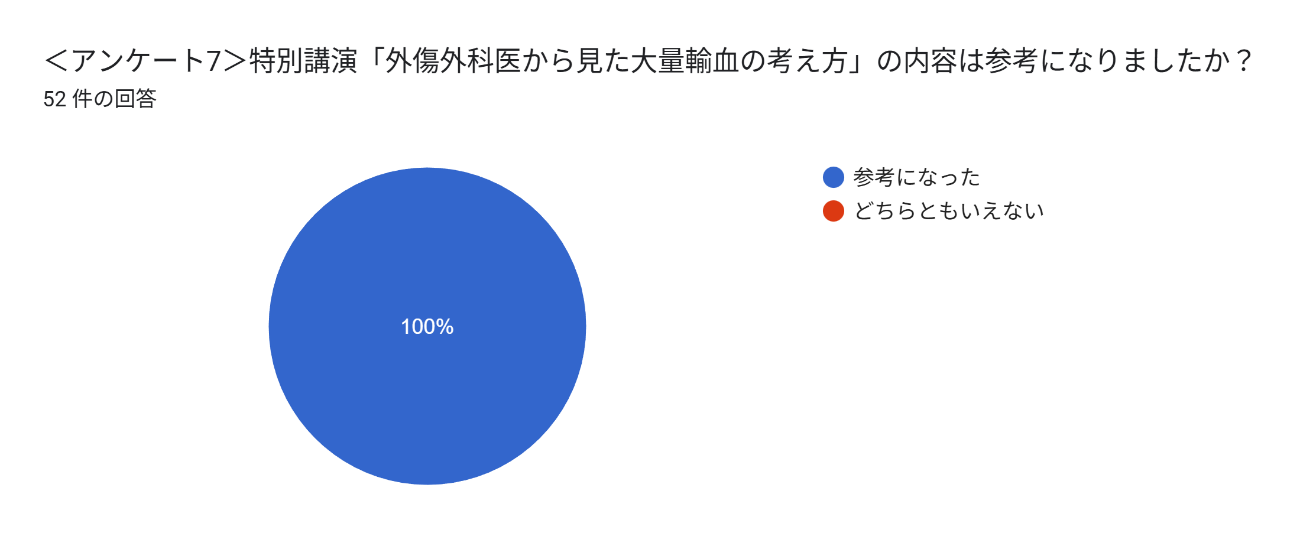 ＜アンケート7＞特別講演「外傷外科医から見た大量輸血の考え方」の内容は参考になりましたか？
52 件の回答
参考になった
どちらともいえない
100%